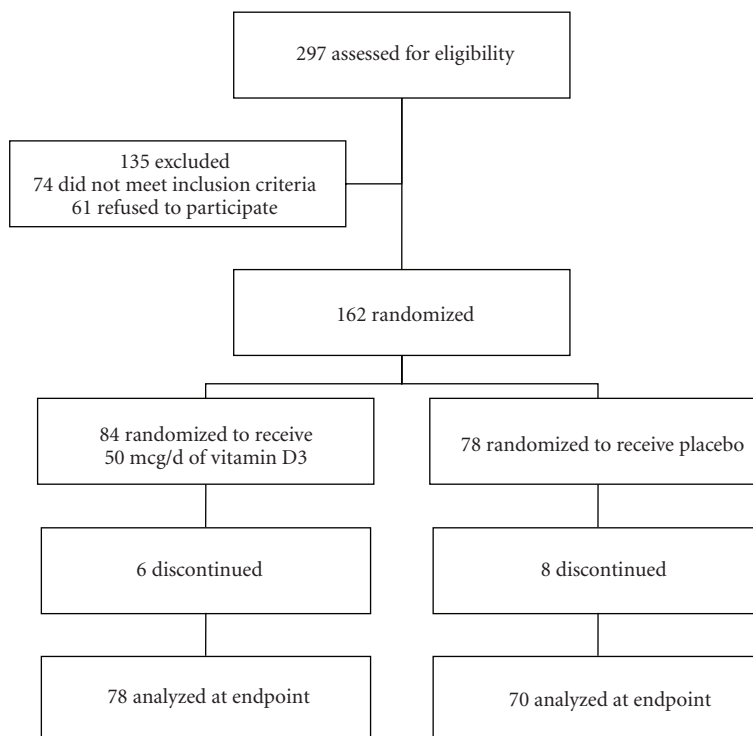 297 assessed for eligibility
135 excluded
74 did not meet inclusion criteria
61 refused to participate
162 randomized
84 randomized to receive
50 mcg/d of vitamin D3
78 randomized to receive placebo
6 discontinued
8 discontinued
78 analyzed at endpoint
70 analyzed at endpoint